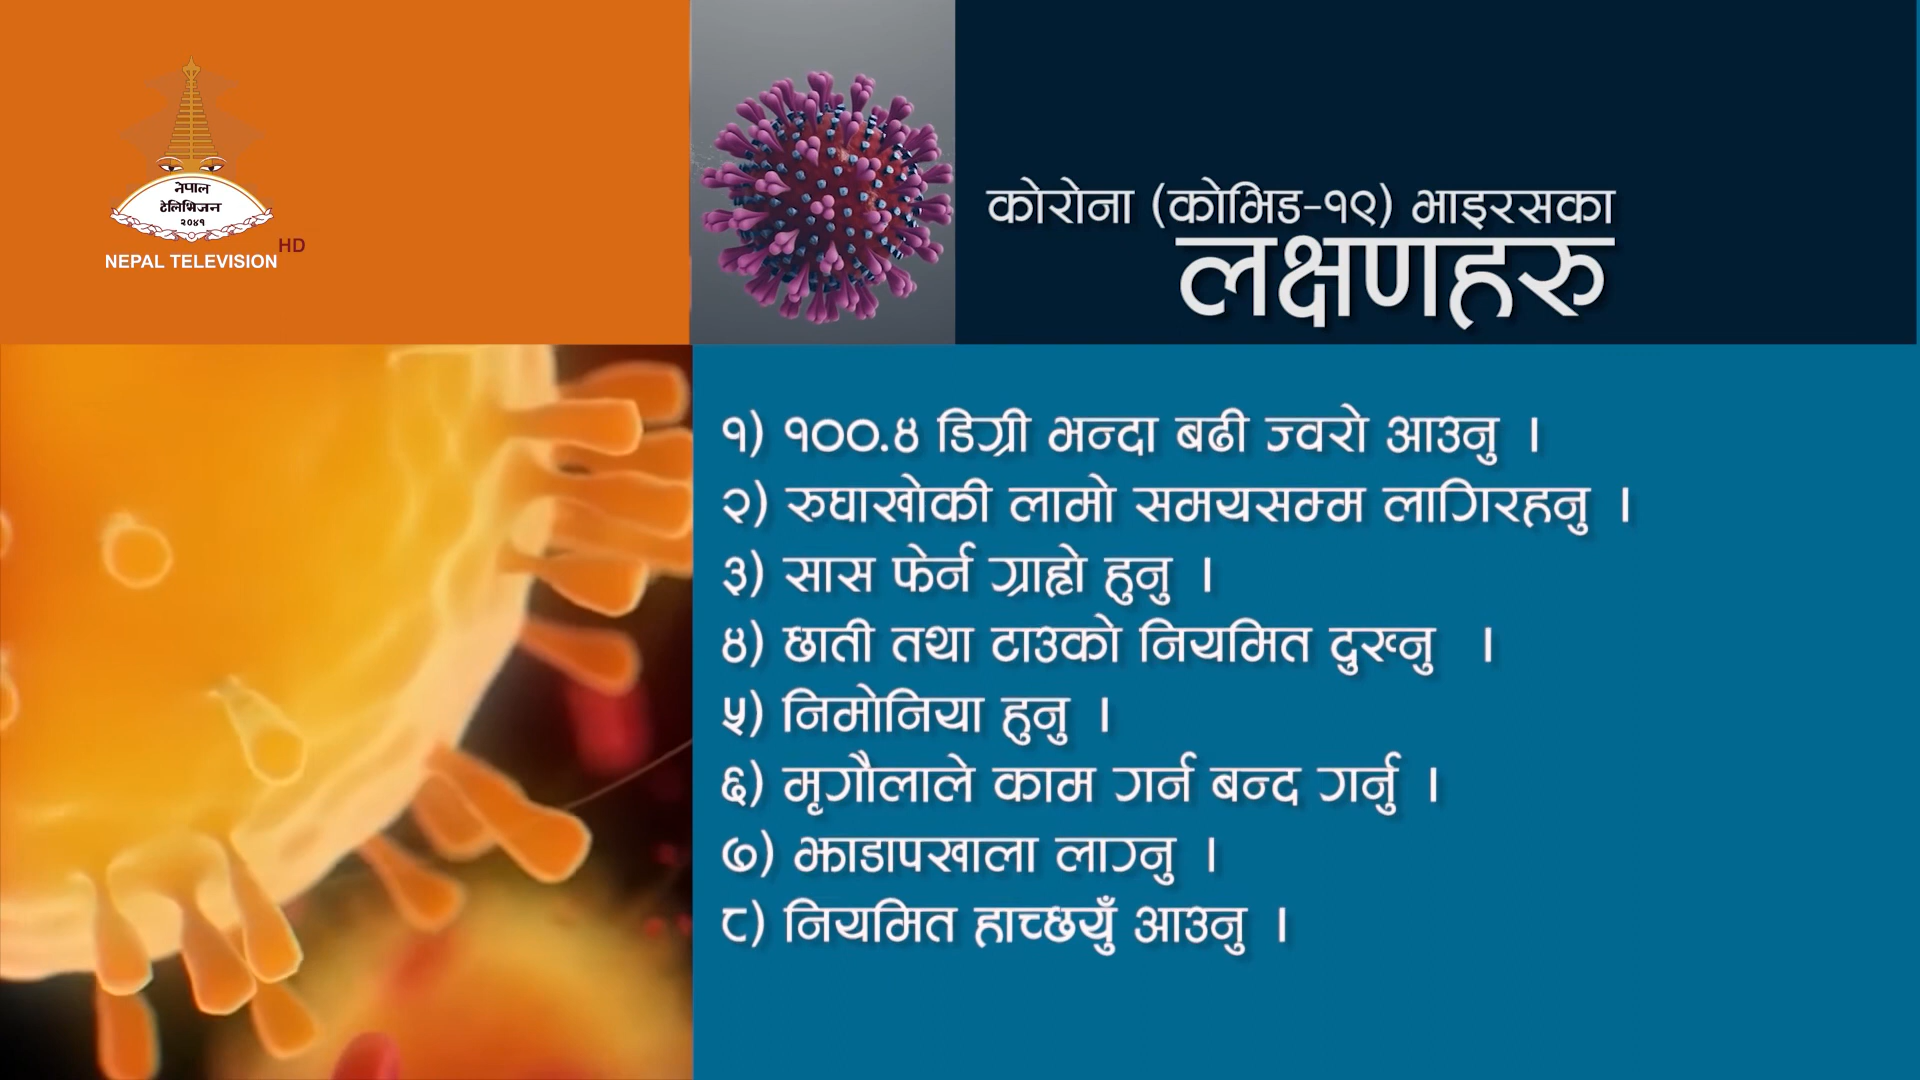 नेपाल
टेलिभिजन
२०४१
HD
NEPAL TELEVISION
कोरोना (कोभिड-१९) भाइरसका
लक्षणहरु
१) १००.४ डिग्री भन्दा बढी ज्वरो आउनु ।
२) रुघाखोकी लामो समयसम्म लागिरहनु ।
३) सास फेर्न ग्राह्रो हुनु ।
४) छाती तथा टाउको नियमित दुख्नु ।
५) निमोनिया हुनु ।
६) मृगौलाले काम गर्न बन्द गर्नु ।
७) झाडापखाला लाग्नु ।
८) नियमित हाच्छयुँ आउनु ।